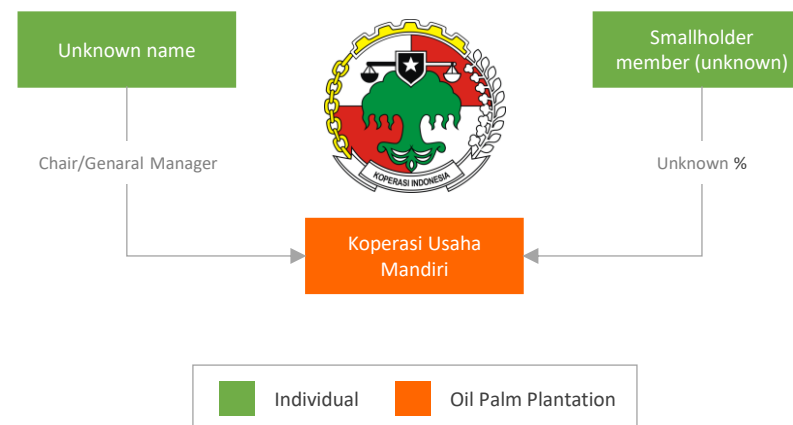 Unknown name
Smallholder
member (unknown)
KOPERASI INDONESIA
Chair/Genaral Manager
Unknown %
Koperasi Usaha
Mandiri
Individual
Oil Palm Plantation